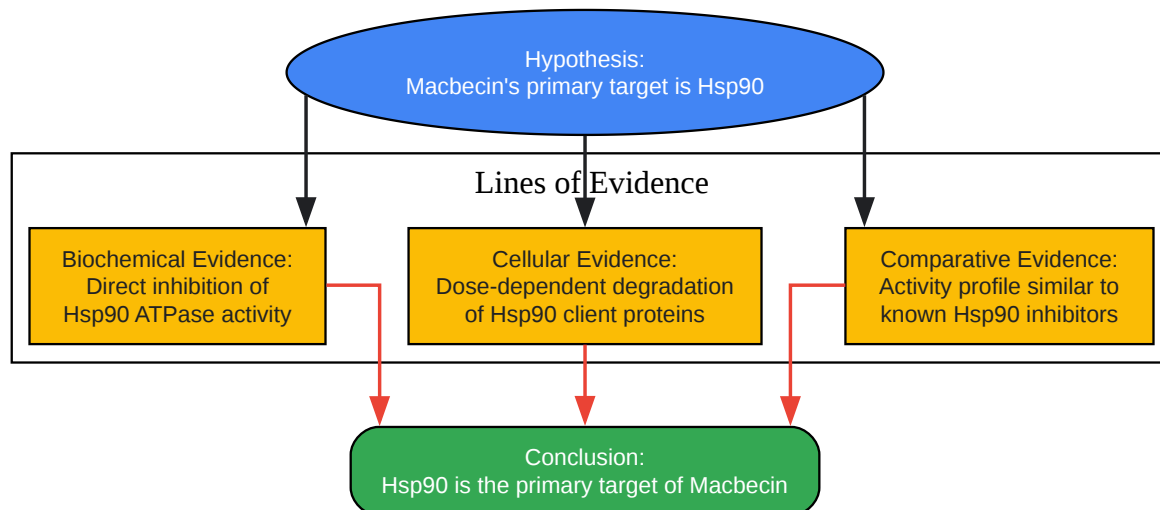 Hypothesis:
Macbecin's primary target is Hsp90
Lines of Evidence
Biochemical Evidence:
Direct inhibition of
Hsp90 ATPase activity
Cellular Evidence:
Dose-dependent degradation
of Hsp90 client proteins
Comparative Evidence:
Activity profile similar to
known Hsp90 inhibitors
Conclusion:
Hsp90 is the primary target of Macbecin